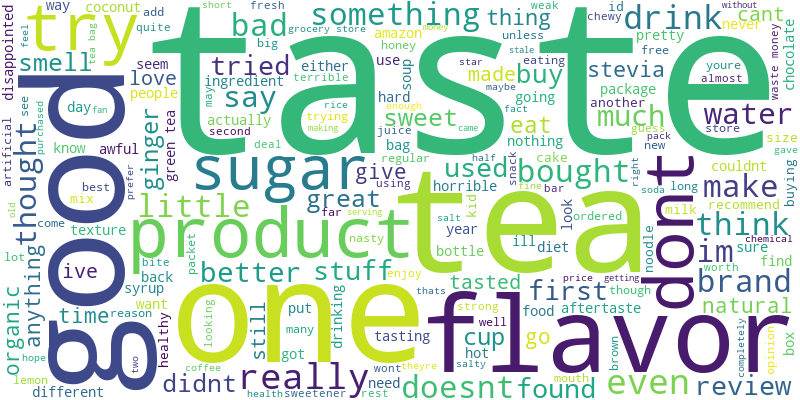 taste
good
tea
one
flavor
product
sugar
try
dont
really
something
drink
thing
cant
bad
tried
say
smell
love
thought
ginger
little
great
give
used
bought
much
water
make
think
im
brand
natural
even
review
found
doesnt
cup
first
tasted
better
stuff
didnt
still
time
ive
anything
organic
different
buy
made
sweet
eat
stevia
disappointed
way
coconut
add
quite
short
fresh
big
grocery store
amazon
honey
weak
chewy
unless
id
pretty
free
youre
almost
never
without
chocolate
waste money
feel
tea bag
money
stale
eating
star
maybe
fact
came
either
use
soup
hard
going
package
another
store
pack
new
guess
size
gave
buying
couldnt
recommend
milk
seem
ingredient
people
terrible
may
rice
trying
making
enough
actually
second
deal
juice
regular
bag
nothing
cake
half
snack
bar
fine
right
soda
long
purchased
day
fan
see
know
awful
green tea
artificial
old
lot
come
best
mix
texture
prefer
bite
back
syrup
want
reason
two
hope
lemon
healthy
packet
nasty
serving
far
using
salt
year
bottle
horrible
kid
ill
look
diet
ordered
noodle
chemical
sure
find
worth
box
though
price
getting
aftertaste
food
strong
well
thats
enjoy
looking
many
put
got
drinking
tasting
hot
go
salty
mouth
brown
completely
opinion
coffee
health
sweetener
need
rest
wont
theyre